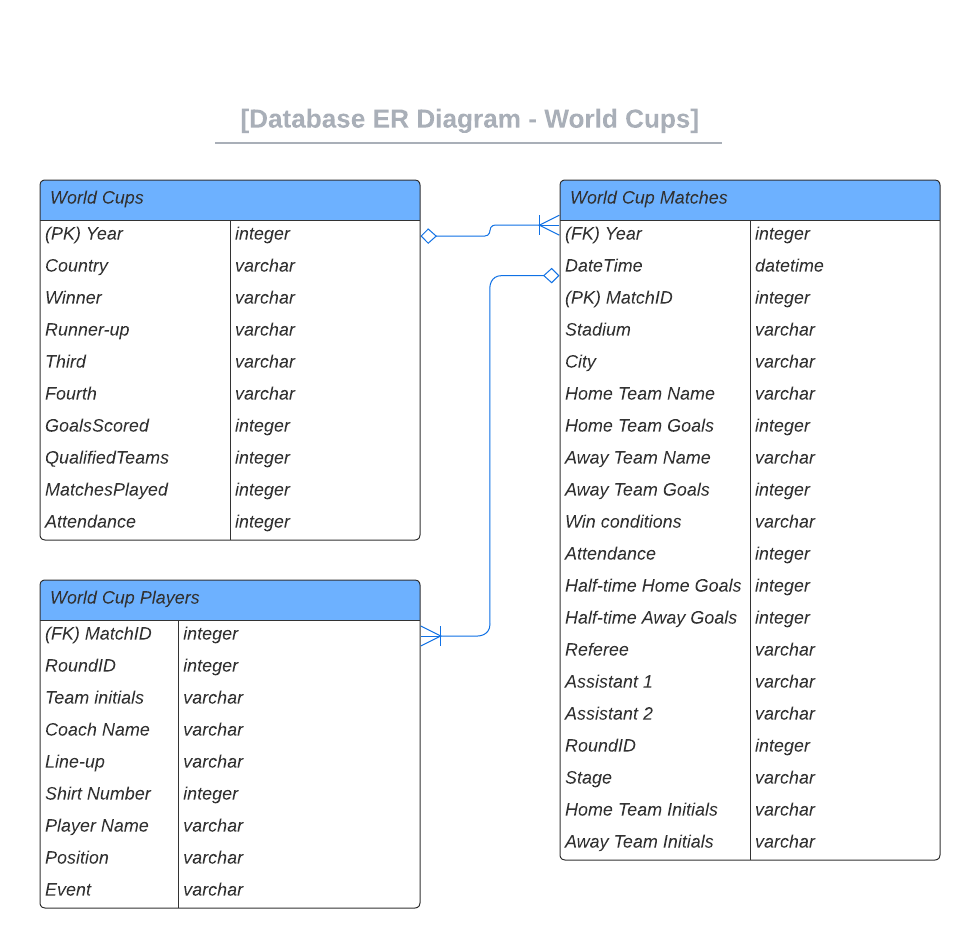 [Database ER Diagram - World Cups]
World Cups
(PK) Year integer
Country varchar
Winner varchar
Runner-up varchar
Third varchar
Fourth varchar
GoalsScored integer
QualifiedTeams integer
MatchesPlayed integer
Attendance integer
World Cup Matches
(FK) Year integer
DateTime datetime
(PK) MatchID integer
Stadium varchar
City varchar
Home Team Name varchar
Home Team Goals integer
Away Team Name varchar
Away Team Goals integer
Win conditions varchar
Attendance integer
Half-time Home Goals integer
Half-time Away Goals integer
Referee varchar
Assistant 1 varchar
Assistant 2 varchar
RoundID integer
Stage varchar
Home Team Initials varchar
Away Team Initials varchar
World Cup Players
(FK) MatchID integer
RoundID integer
Team initials varchar
Coach Name varchar
Line-up varchar
Shirt Number integer
Player Name varchar
Position varchar
Event varchar